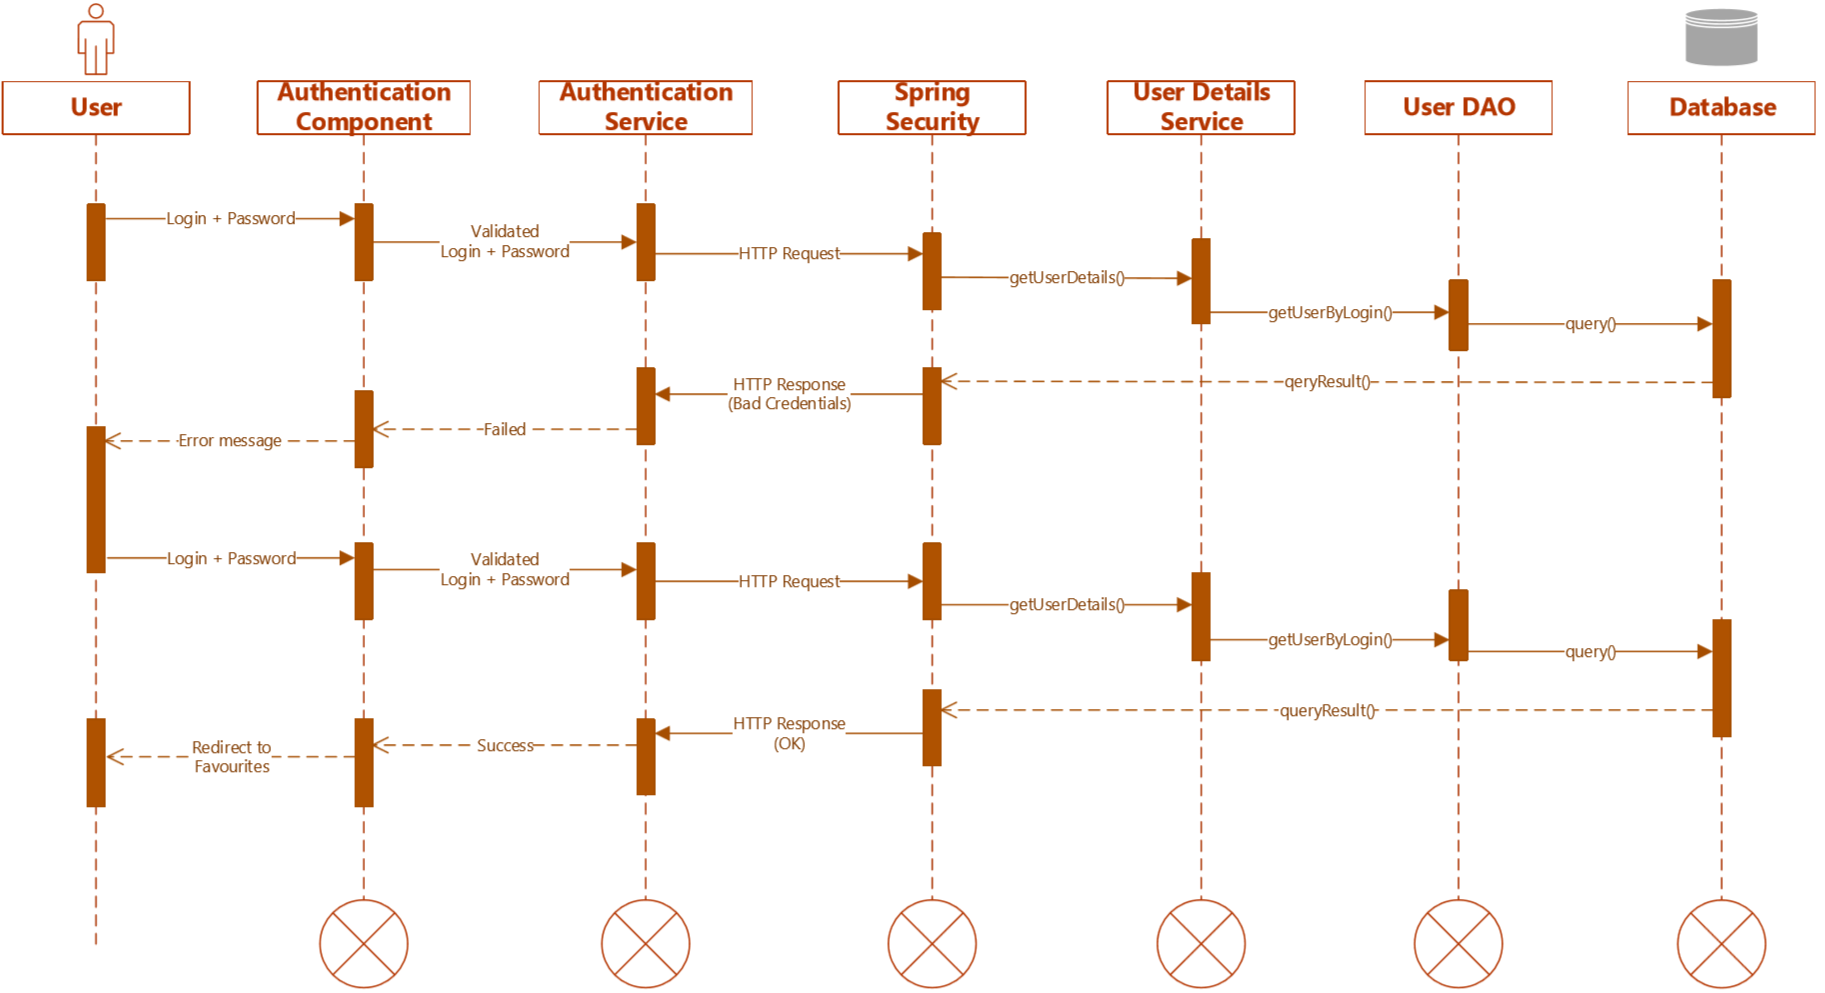 User
Authentication
Component
Authentication
Service
Spring
Security
User Details
Service
User DAO
Database
Login + Password
Validated
Login + Password
HTTP Request
getUserDetails()
getUserByLogin()
query()
qeryResult()
HTTP Response
(Bad Credentials)
Failed
Error message
Login + Password
Validated
Login + Password
HTTP Request
getUserDetails()
getUserByLogin()
query()
queryResult()
HTTP Response
(OK)
Success
Redirect to
Favourites